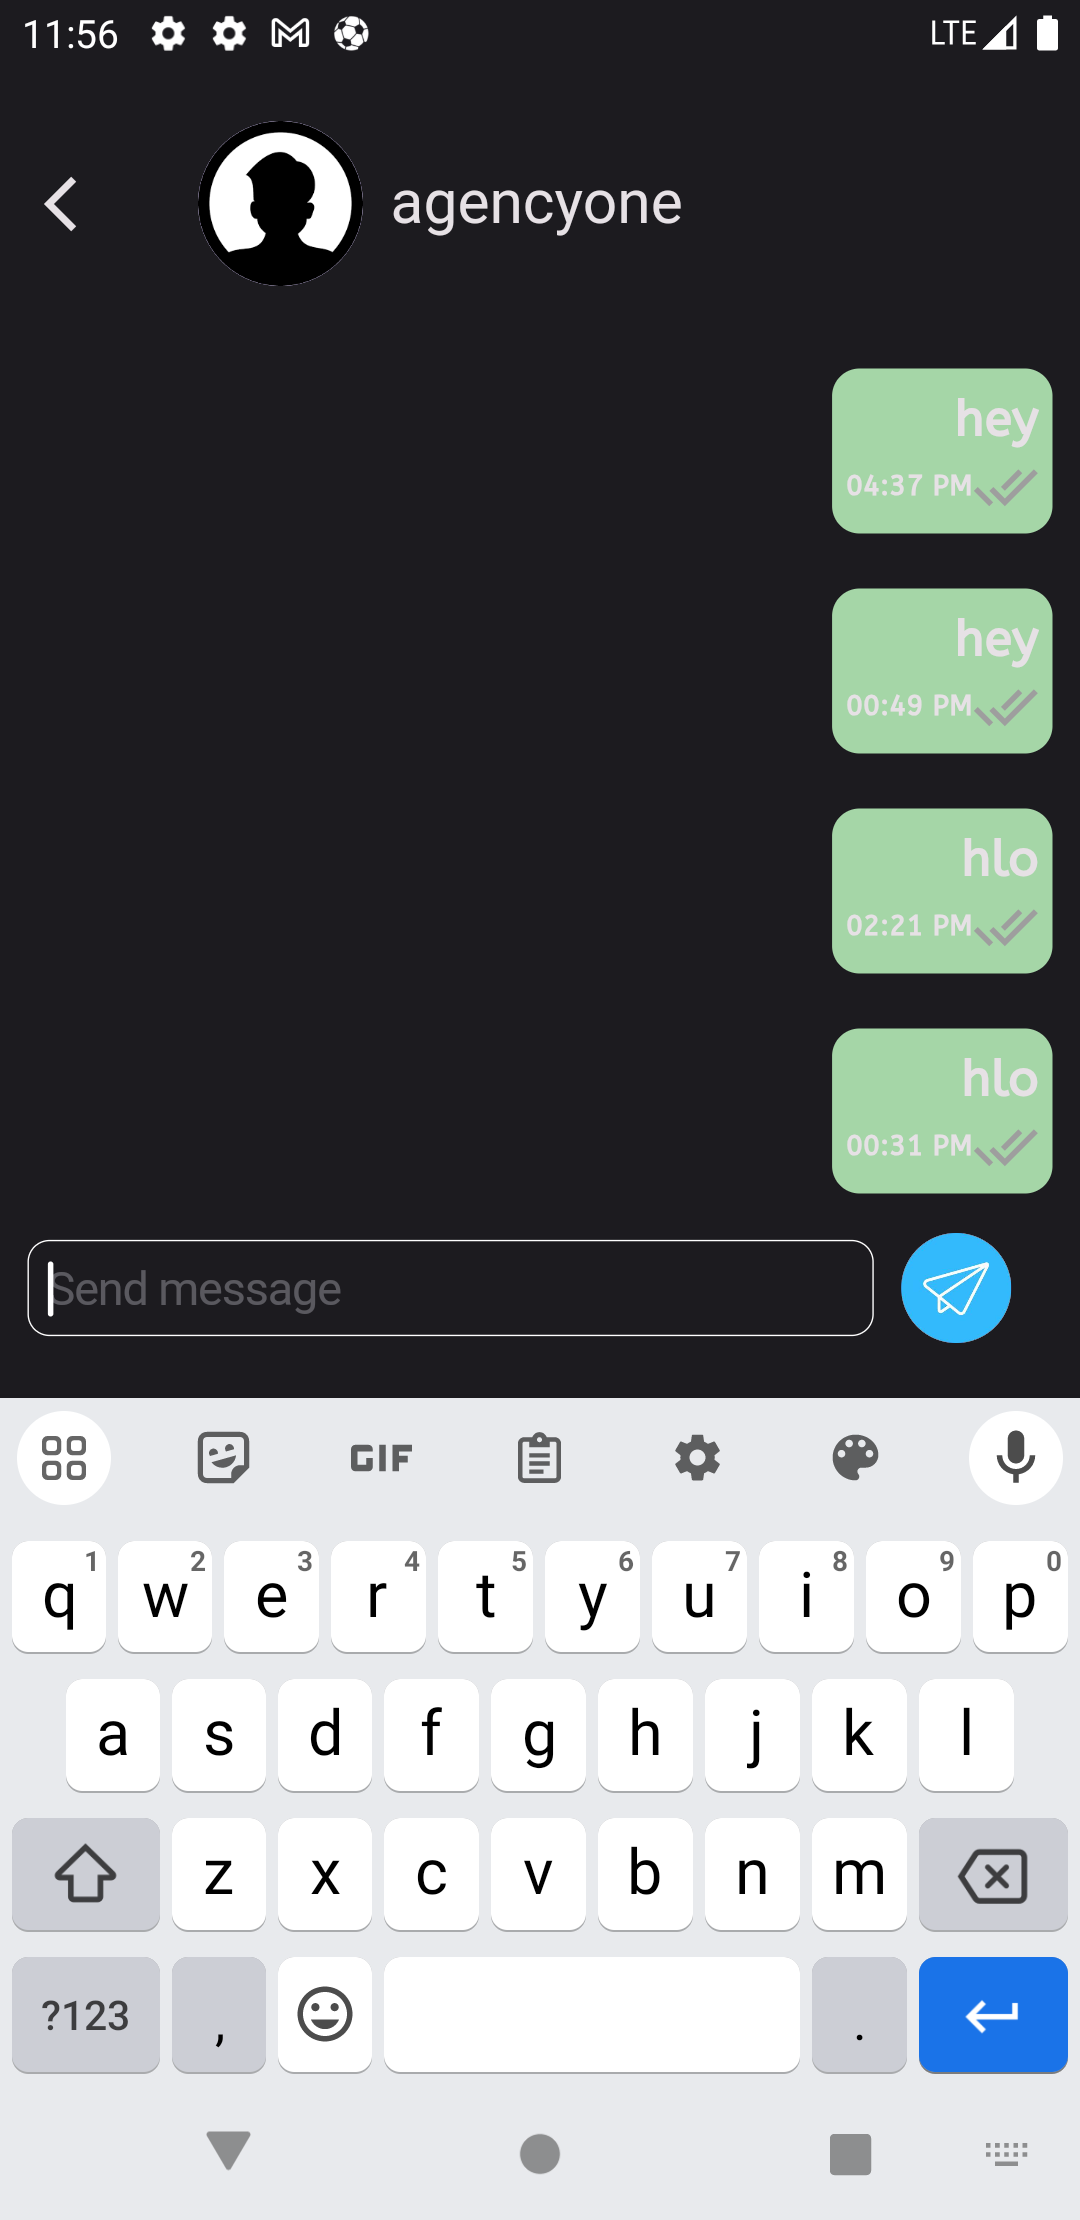 11:56 LTE
agencyone
hey
04:37 PM
hey
00:49 PM
hlo
02:21 PM
hlo
00:31 PM
Send message
GIF
q 1 w 2 e 3 r 4 t 5 y 6 u 7 i 8 o 9 p 0
a s d f g h j k l
z x c v b n m
?123 , .